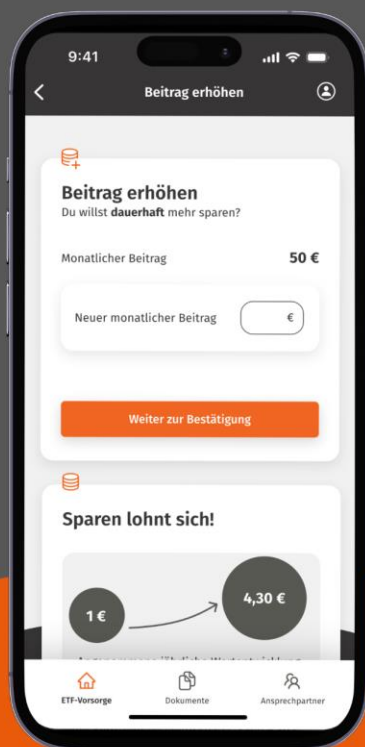 9:41
Beitrag erhöhen
Beitrag erhöhen
Du willst dauerhaft mehr sparen?
Monatlicher Beitrag 50 €
Neuer monatlicher Beitrag €
Weiter zur Bestätigung
Sparen lohnt sich!
1 €
4,30 €
ETF-Vorsorge Dokumente Ansprechpartner